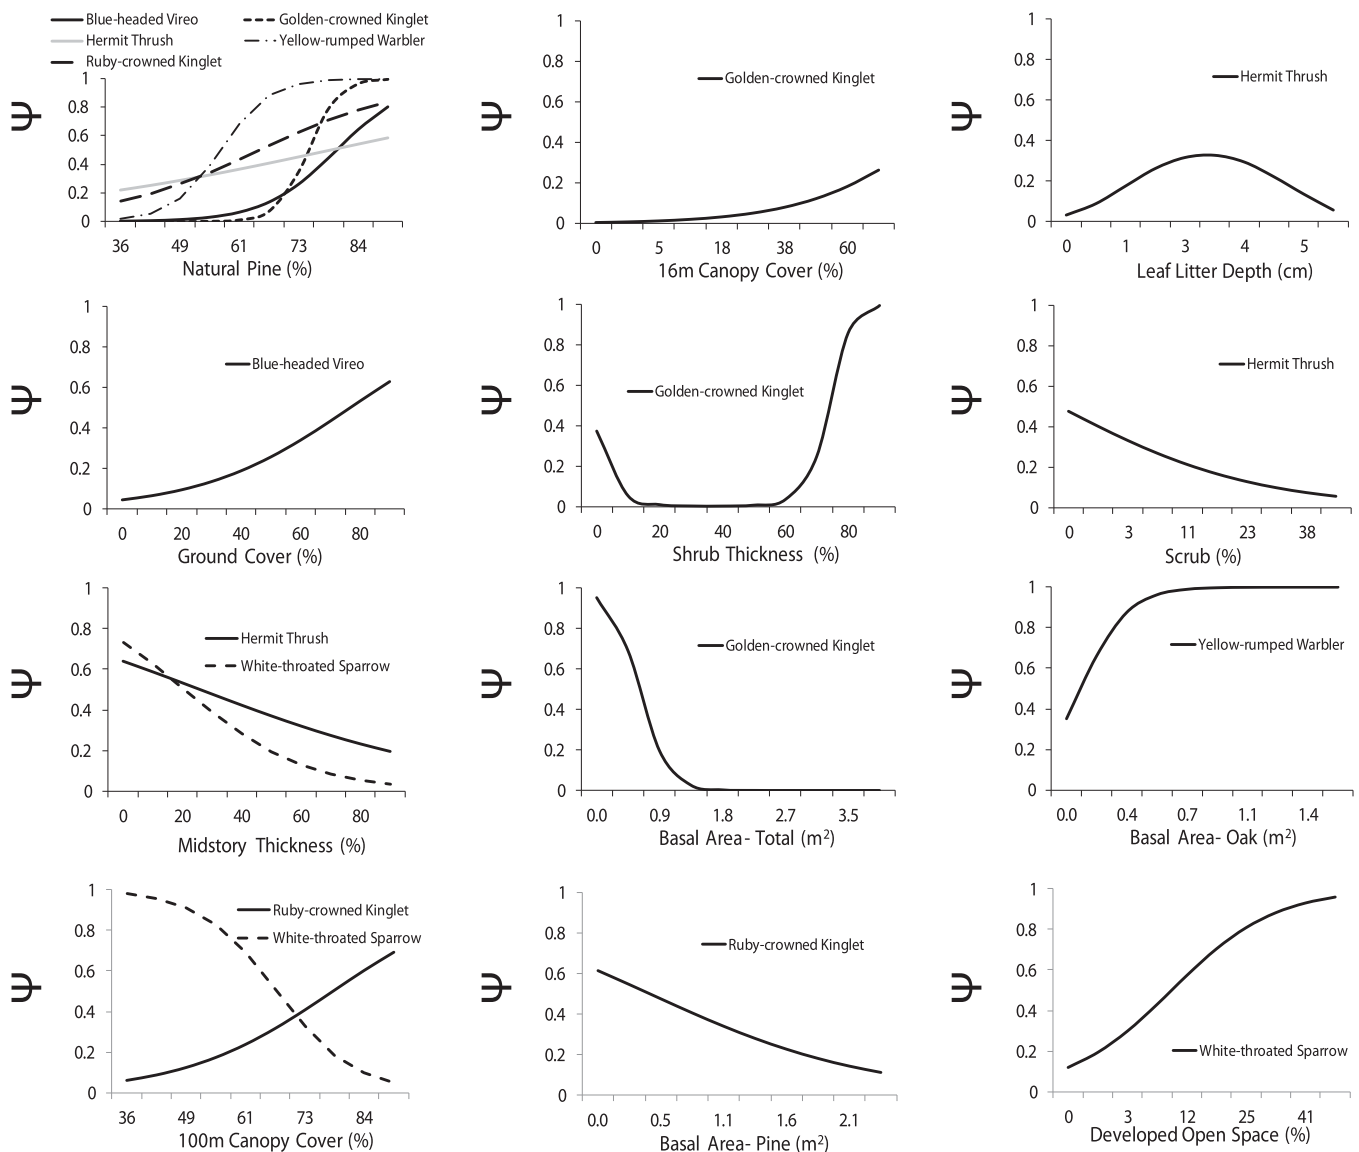 Blue-headed Vireo
Golden-crowned Kinglet
Hermit Thrush
Yellow-rumped Warbler
Ruby-crowned Kinglet
1
0.8
0.6
0.4
0.2
0
ψ
36 49 61 73 84
Natural Pine (%)
1
0.8
0.6
0.4
0.2
0
ψ
Golden-crowned Kinglet
0 5 18 38 60
16m Canopy Cover (%)
1
0.8
0.6
0.4
0.2
0
ψ
Hermit Thrush
0 1 3 4 5
Leaf Litter Depth (cm)
1
0.8
0.6
0.4
0.2
0
ψ
Blue-headed Vireo
0 20 40 60 80
Ground Cover (%)
1
0.8
0.6
0.4
0.2
0
ψ
Golden-crowned Kinglet
0 20 40 60 80
Shrub Thickness (%)
1
0.8
0.6
0.4
0.2
0
ψ
Hermit Thrush
0 3 11 23 38
Scrub (%)
1
0.8
0.6
0.4
0.2
0
ψ
Hermit Thrush
White-throated Sparrow
0 20 40 60 80
Midstory Thickness (%)
1
0.8
0.6
0.4
0.2
0
ψ
Golden-crowned Kinglet
0.0 0.9 1.8 2.7 3.5
Basal Area- Total (m²)
1
0.8
0.6
0.4
0.2
0
ψ
Yellow-rumped Warbler
0.0 0.4 0.7 1.1 1.4
Basal Area- Oak (m²)
1
0.8
0.6
0.4
0.2
0
ψ
Ruby-crowned Kinglet
White-throated Sparrow
36 49 61 73 84
100m Canopy Cover (%)
1
0.8
0.6
0.4
0.2
0
ψ
Ruby-crowned Kinglet
0.0 0.5 1.1 1.6 2.1
Basal Area- Pine (m²)
1
0.8
0.6
0.4
0.2
0
ψ
White-throated Sparrow
0 3 12 25 41
Developed Open Space (%)